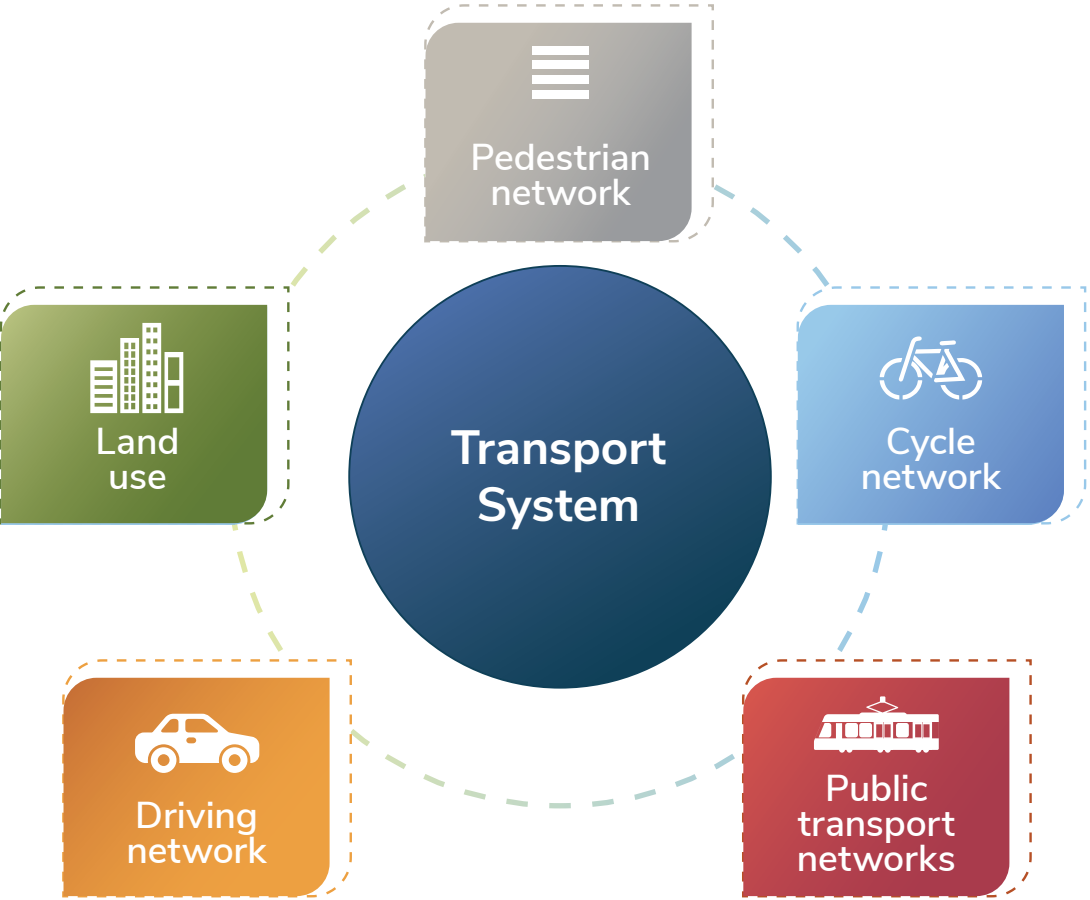 Pedestrian
network
Land
use
Transport
System
Cycle
network
Driving
network
Public
transport
networks